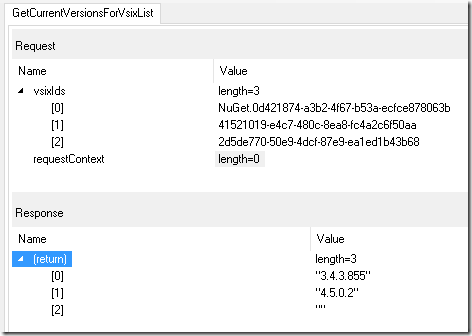 GetCurrentVersionsForVsixList
Request
Name Value
vsixIds length=3
[0] NuGet.0d421874-a3b2-4f67-b53a-ecfce878063b
[1] 41521019-e4c7-480c-8ea8-fc4a2c6f50aa
[2] 2d5de770-50e9-4dcf-87e9-ea1ed1b43b68
requestContext length=0
Response
Name Value
(return) length=3
[0] "3.4.3.855"
[1] "4.5.0.2"
[2] ""